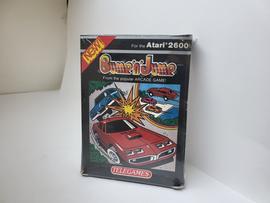 NEW!
For the Atari® 2600
Bump'n'Jump
From the popular ARCADE GAME!
TELEGAMES